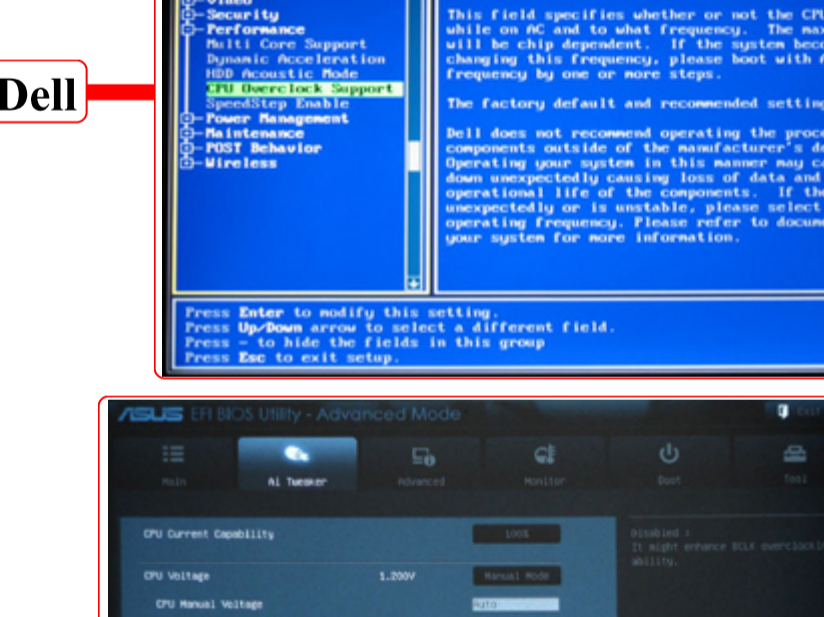 Video
Security
Performance
Multi Core Support
Dynamic Acceleration
HDD Acoustic Mode
CPU Overclock Support
SpeedStep Enable
Power Management
Maintenance
POST Behavior
Wireless
This field specifies whether or not the CPU
while on AC and to what frequency. The max
will be chip dependent. If the system beco
changing this frequency, please boot with A
frequency by one or more steps.
The factory default and recommended setting
Dell does not recommend operating the proce
components outside of the manufacturer's de
Operating your system in this manner may ca
down unexpectedly causing loss of data and
operational life of the components. If the
unexpectedly or is unstable, please select
operating frequency. Please refer to docume
your system for more information.
Dell
Press Enter to modify this setting.
Press Up/Down arrow to select a different field.
Press - to hide the fields in this group
Press Esc to exit setup.
ASUS EFI BIOS Utility - Advanced Mode
Exit
Main
Ai Tweaker
Advanced
Monitor
Boot
Tool
CPU Current Capability
100%
Disabled :
It might enhance BCLK overclockin
ability.
CPU Voltage
1.200V
Manual Mode
CPU Manual Voltage
Auto